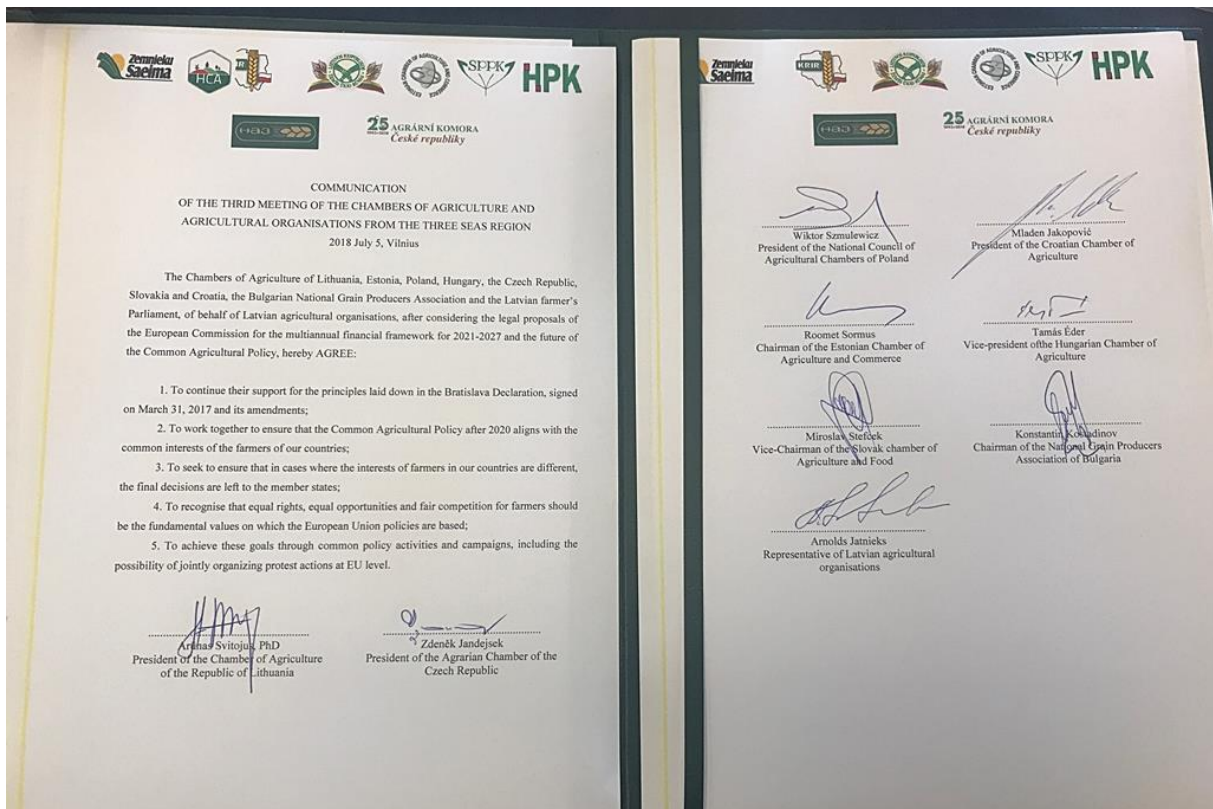 Zemnieku
Saeima
HCA
IR
SPPK
HPK
НАЗ
25 AGRÁRNÍ KOMORA
České republiky
COMMUNICATION
OF THE THRID MEETING OF THE CHAMBERS OF AGRICULTURE AND
AGRICULTURAL ORGANISATIONS FROM THE THREE SEAS REGION
2018 July 5, Vilnius
The Chambers of Agriculture of Lithuania, Estonia, Poland, Hungary, the Czech Republic,
Slovakia and Croatia, the Bulgarian National Grain Producers Association and the Latvian farmer's
Parliament, of behalf of Latvian agricultural organisations, after considering the legal proposals of
the European Commission for the multiannual financial framework for 2021-2027 and the future of
the Common Agricultural Policy, hereby AGREE:
1. To continue their support for the principles laid down in the Bratislava Declaration, signed
on March 31, 2017 and its amendments;
2. To work together to ensure that the Common Agricultural Policy after 2020 aligns with the
common interests of the farmers of our countries;
3. To seek to ensure that in cases where the interests of farmers in our countries are different,
the final decisions are left to the member states;
4. To recognise that equal rights, equal opportunities and fair competition for farmers should
be the fundamental values on which the European Union policies are based;
5. To achieve these goals through common policy activities and campaigns, including the
possibility of jointly organizing protest actions at EU level.
Svitojus PhD
President of the Chamber of Agriculture
of the Republic of Lithuania
Zdeněk Jandejsek
President of the Agrarian Chamber of the
Czech Republic
Zemnieku
Saeima
KRIR
SPPK
HPK
НАЗ
25 AGRÁRNÍ KOMORA
České republiky
Wiktor Szmulewicz
President of the National Council of
Agricultural Chambers of Poland
Mladen Jakopović
President of the Croatian Chamber of
Agriculture
Roomet Sormus
Chairman of the Estonian Chamber of
Agriculture and Commerce
Tamás Éder
Vice-president ofthe Hungarian Chamber of
Agriculture
Miroslav Štefček
Vice-Chairman of the Slovak chamber of
Agriculture and Food
Konstantin
Chairman of the National Grain Producers
Association of Bulgaria
Arnolds Jatnieks
Representative of Latvian agricultural
organisations